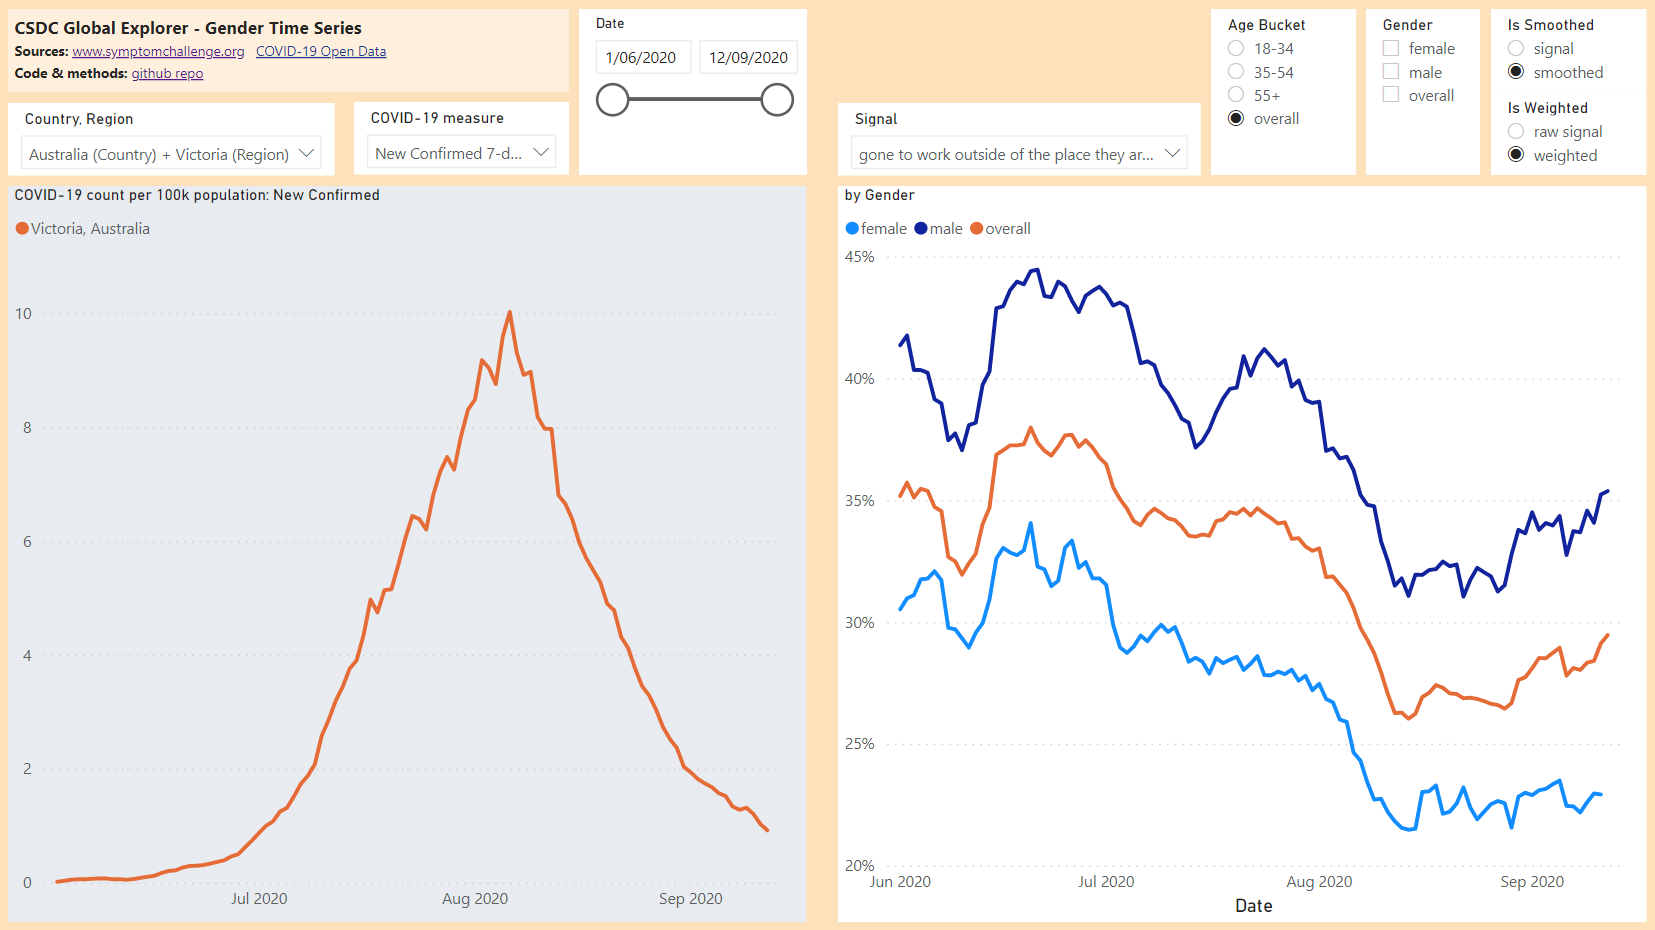 CSDC Global Explorer - Gender Time Series
Sources: www.symptomchallenge.org COVID-19 Open Data
Code & methods: github repo
Country, Region
Australia (Country) + Victoria (Region)
COVID-19 measure
New Confirmed 7-d...
Date
1/06/2020
12/09/2020
Signal
gone to work outside of the place they ar...
Age Bucket
18-34
35-54
55+
overall
Gender
female
male
overall
Is Smoothed
signal
smoothed
Is Weighted
raw signal
weighted
COVID-19 count per 100k population: New Confirmed
Victoria, Australia
10
8
6
4
2
0
Jul 2020
Aug 2020
Sep 2020
by Gender
female male overall
45%
40%
35%
30%
25%
20%
Jun 2020
Jul 2020
Aug 2020
Sep 2020
Date